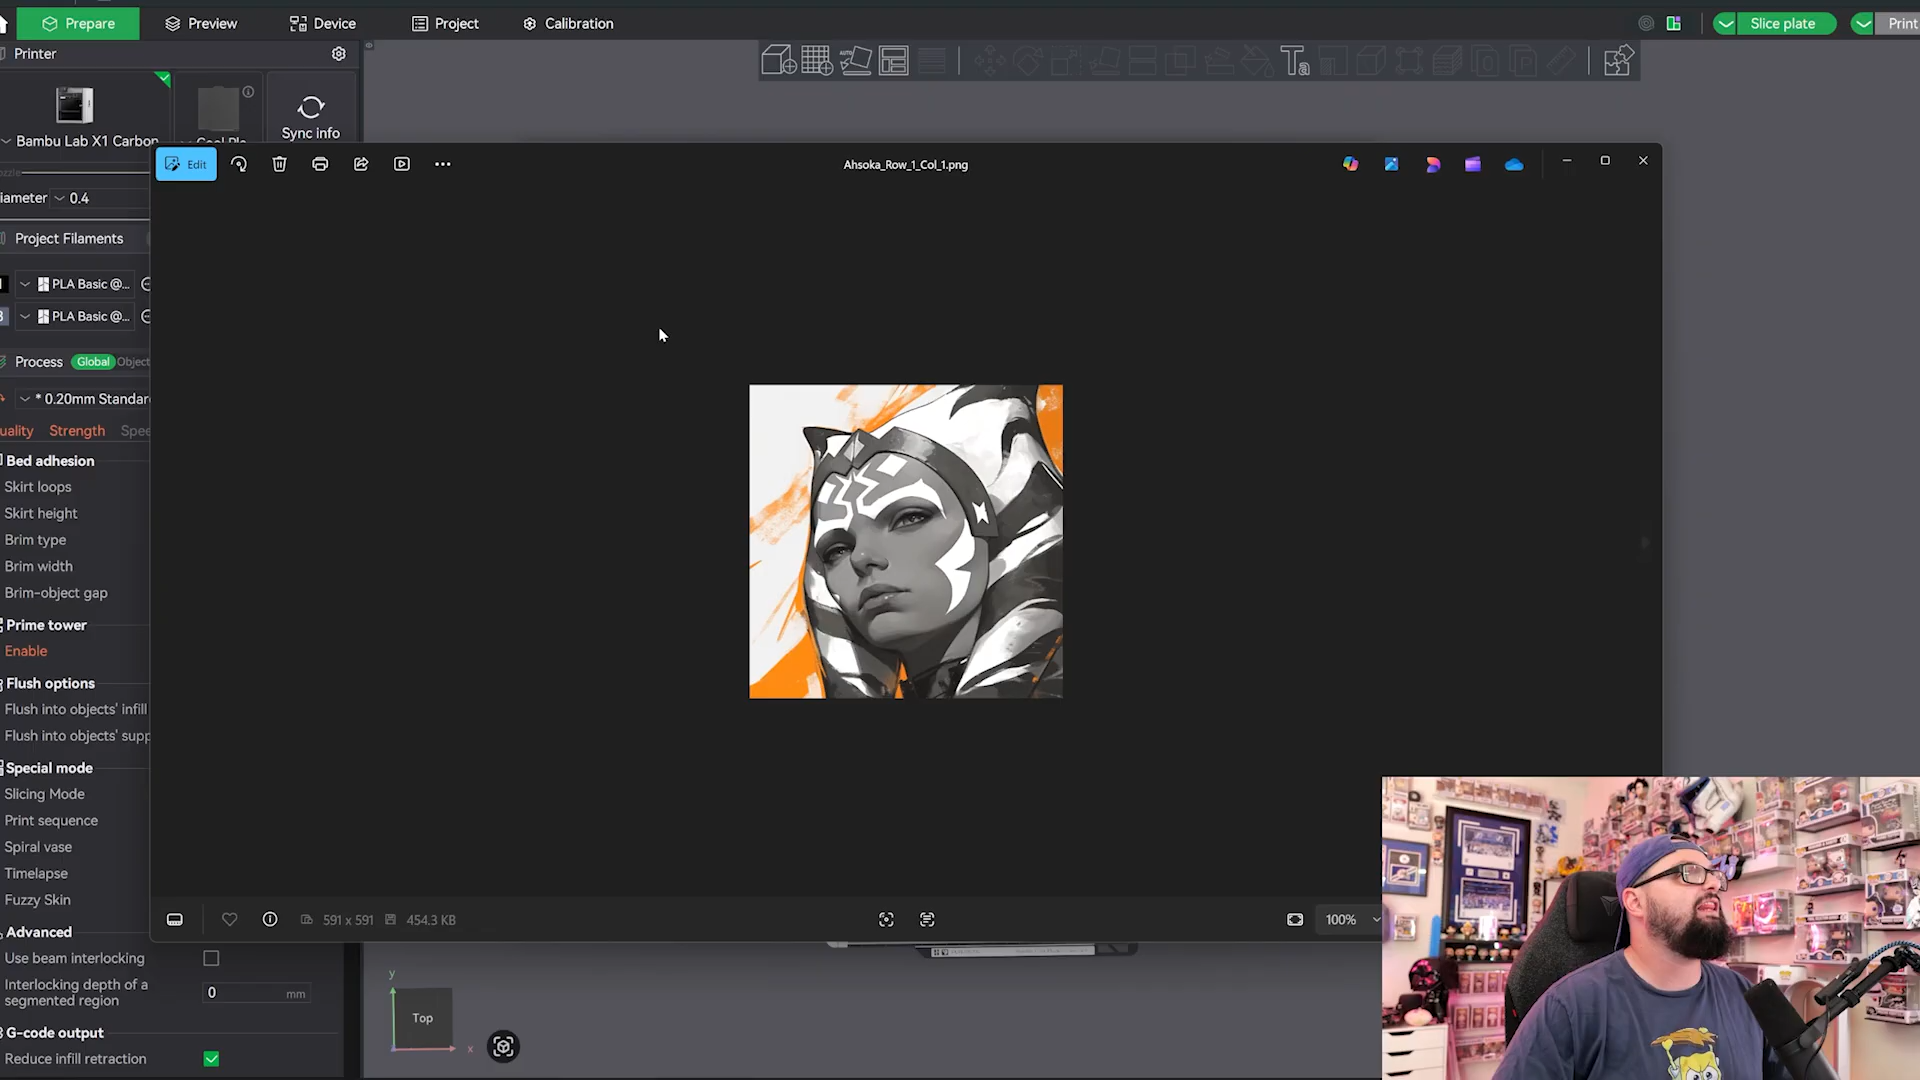 Prepare
Preview
Device
Project
Calibration
Slice plate
Print
Printer
Bambu Lab X1 Carbon
Sync info
Ahsoka_Row_1_Col_1.png
Edit
0.4
Project Filaments
PLA Basic @...
PLA Basic @...
Process Global Object
* 0.20mm Standar
Strength
Bed adhesion
Skirt loops
Skirt height
Brim type
Brim width
Brim-object gap
Prime tower
Enable
Flush options
Flush into objects' infill
Flush into objects' supp
Special mode
Slicing Mode
Print sequence
Spiral vase
Timelapse
Fuzzy Skin
Advanced
Use beam interlocking
Interlocking depth of a
segmented region
0 mm
G-code output
Reduce infill retraction
591 x 591
454.3 KB
100%
y
Top
x